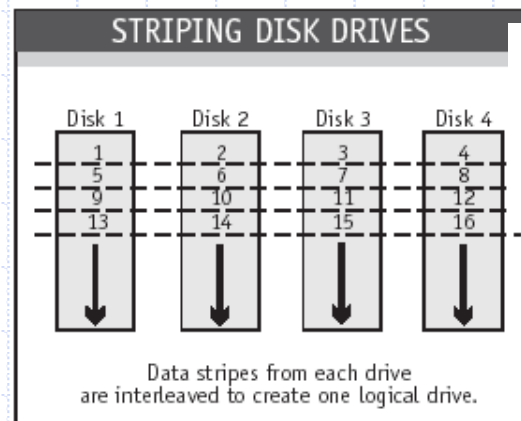 STRIPING DISK DRIVES
Disk 1 Disk 2 Disk 3 Disk 4
1 2 3 4
5 6 7 8
9 10 11 12
13 14 15 16
Data stripes from each drive
are interleaved to create one logical drive.